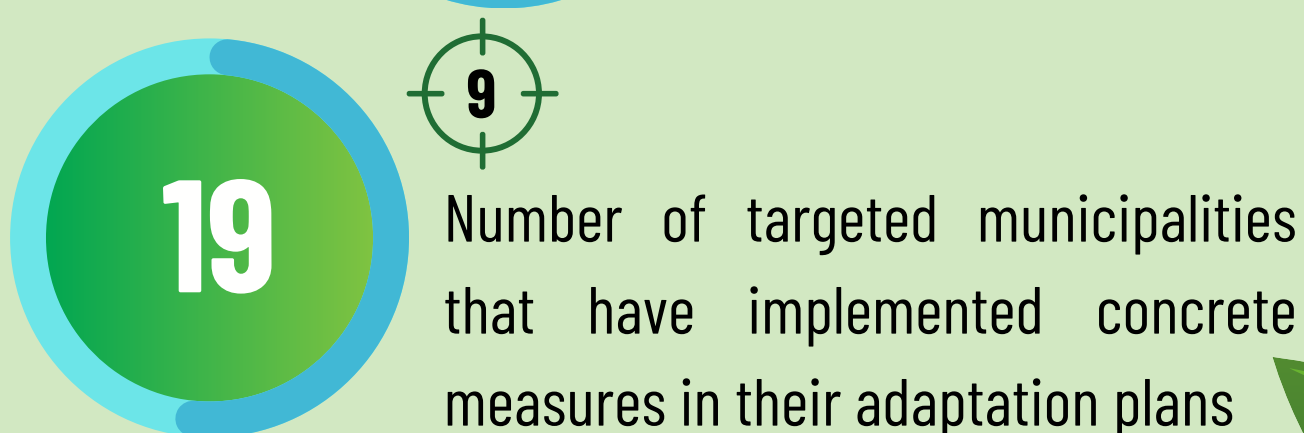 9
19
Number of targeted municipalities
that have implemented concrete
measures in their adaptation plans